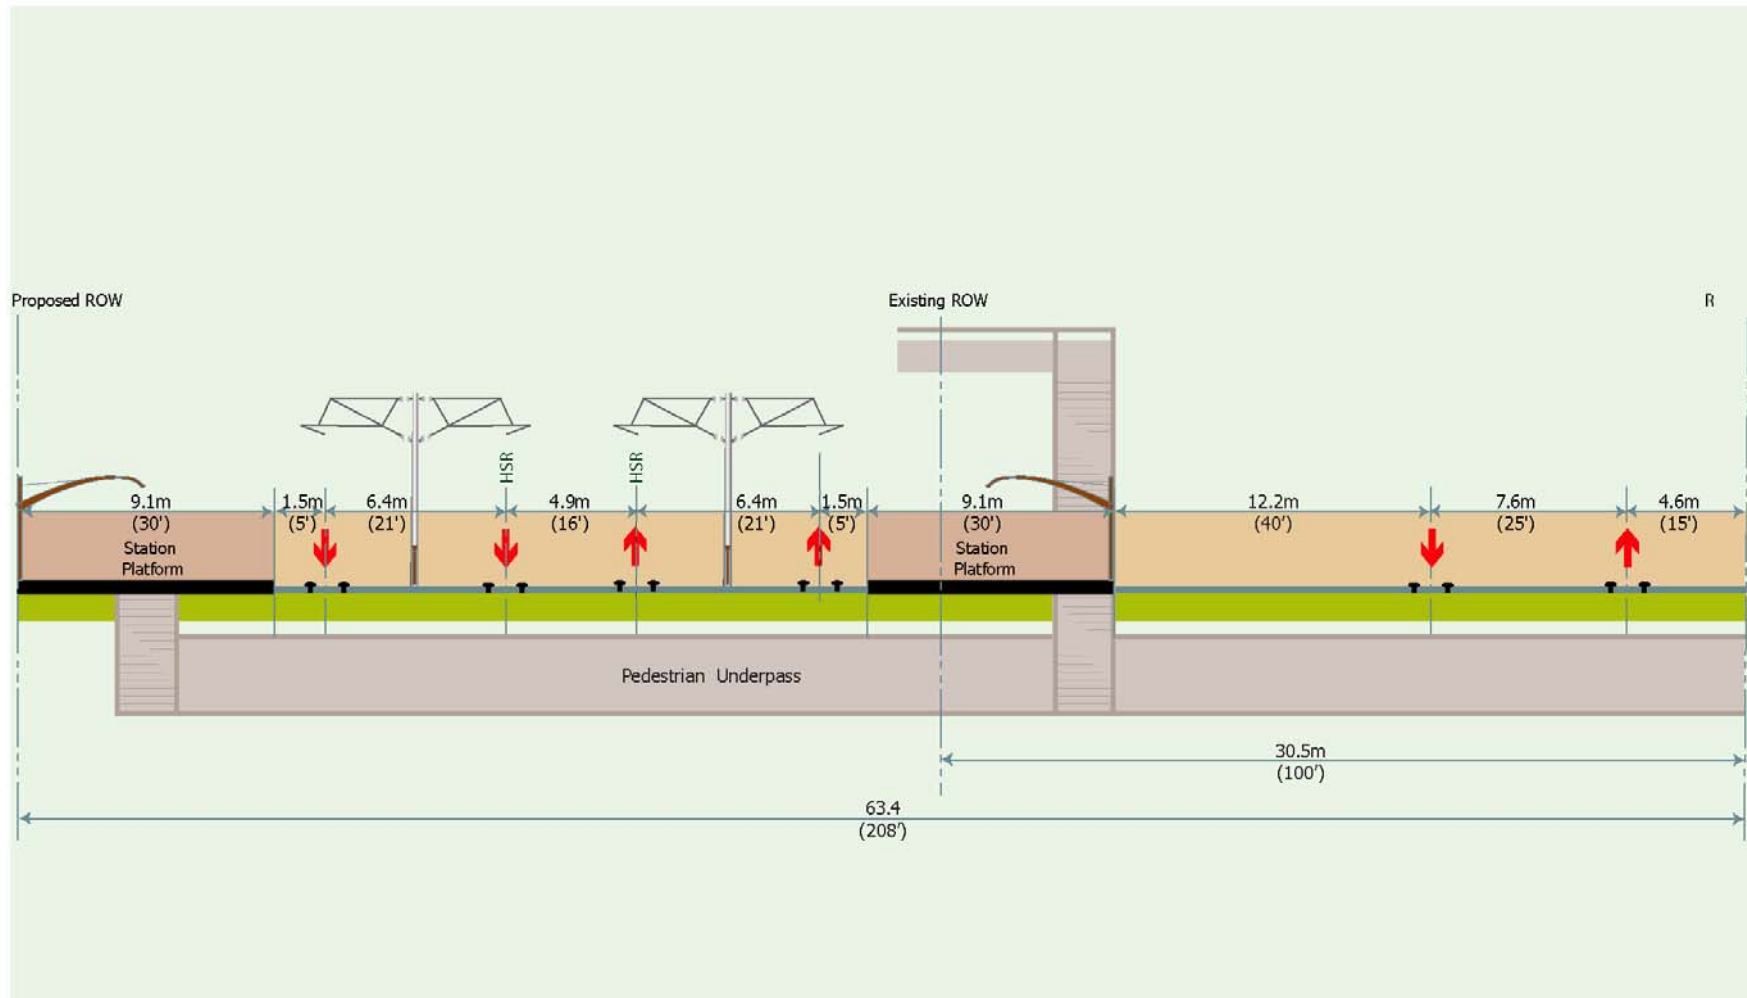 Proposed ROW
Existing ROW
R
HSR
HSR
9.1m
(30')
1.5m
(5')
6.4m
(21')
4.9m
(16')
6.4m
(21')
1.5m
(5')
9.1m
(30')
12.2m
(40')
7.6m
(25')
4.6m
(15')
Station
Platform
Station
Platform
Pedestrian Underpass
30.5m
(100')
63.4
(208')